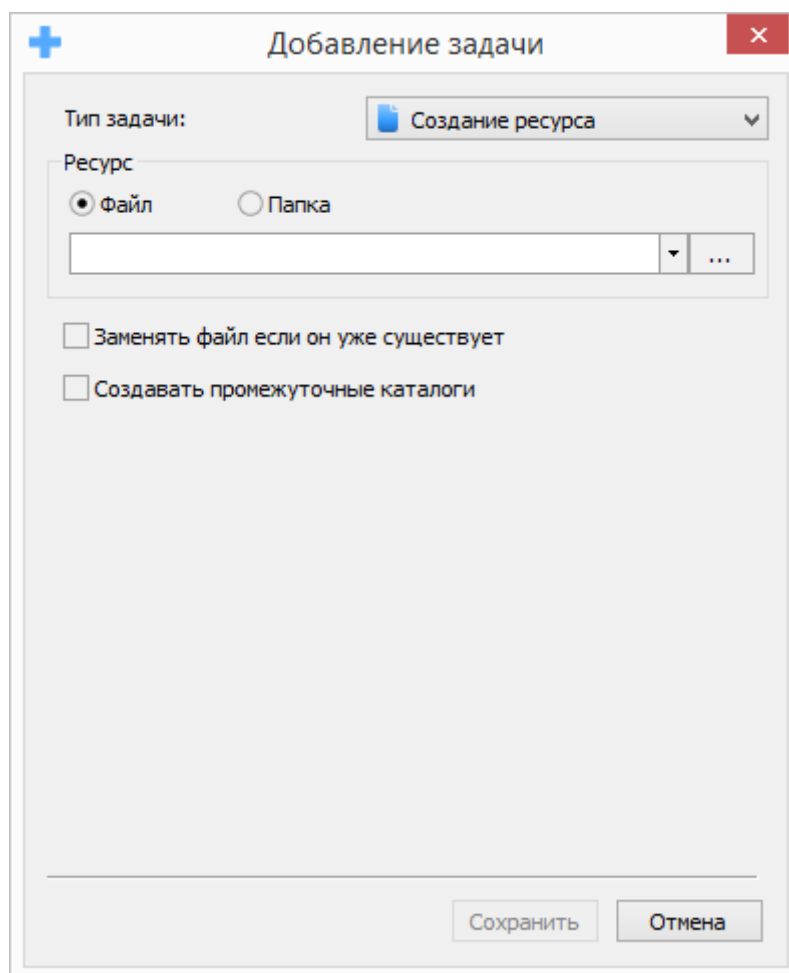 Добавление задачи
Тип задачи: Создание ресурса
Ресурс
Файл Папка
...
Заменять файл если он уже существует
Создавать промежуточные каталоги
Сохранить Отмена